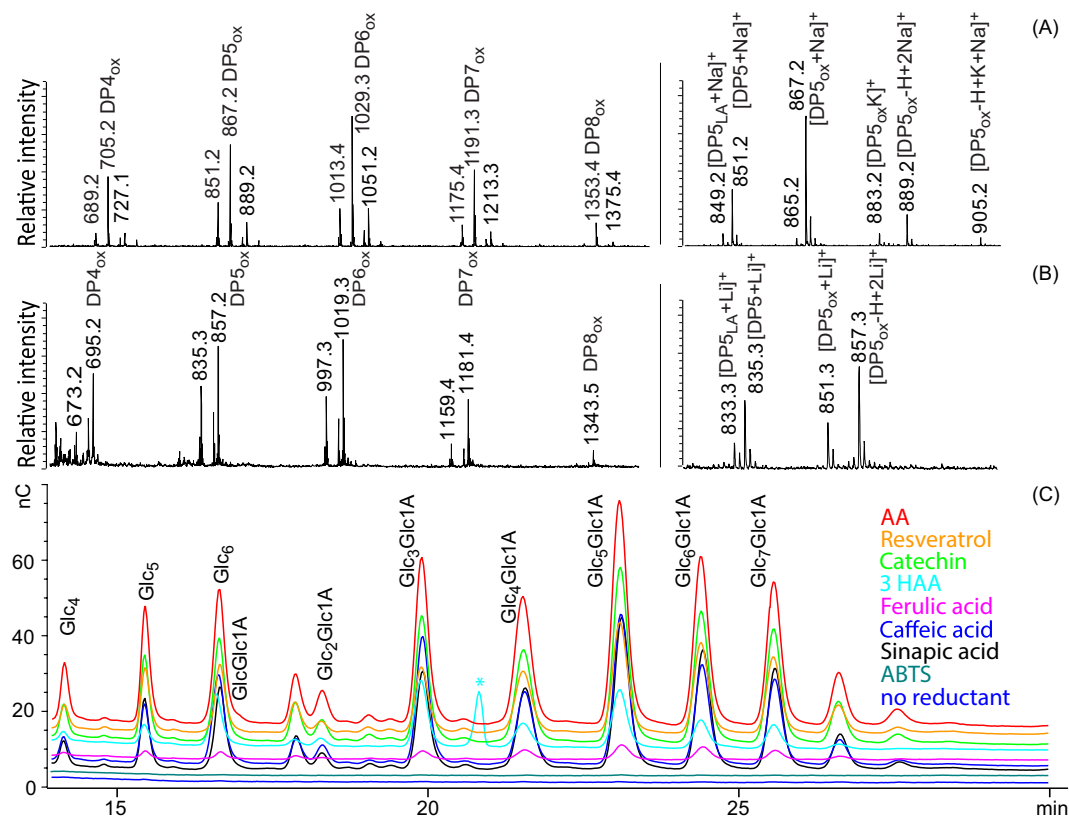 (A)
Relative intensity
689.2
705.2 DP4ox
727.1
851.2
867.2 DP5ox
889.2
1013.4
1029.3 DP6ox
1051.2
1175.4
1191.3 DP7ox
1213.3
1353.4 DP8ox
1375.4
849.2 [DP5LA+Na]+
851.2 [DP5+Na]+
865.2
867.2 [DP5ox+Na]+
883.2 [DP5oxK]+
889.2 [DP5ox-H+2Na]+
905.2 [DP5ox-H+K+Na]+
(B)
Relative intensity
673.2
695.2 DP4ox
835.3
857.2 DP5ox
997.3
1019.3 DP6ox
1159.4
1181.4 DP7ox
1343.5 DP8ox
833.3 [DP5LA+Li]+
835.3 [DP5+Li]+
851.3 [DP5ox+Li]+
857.3 [DP5ox-H+2Li]+
(C)
nC
60
40
20
0
Glc4
Glc5
Glc6
GlcGlc1A
Glc2Glc1A
Glc3Glc1A
*
Glc4Glc1A
Glc5Glc1A
Glc6Glc1A
Glc7Glc1A
AA
Resveratrol
Catechin
3 HAA
Ferulic acid
Caffeic acid
Sinapic acid
ABTS
no reductant
15 20 25 min